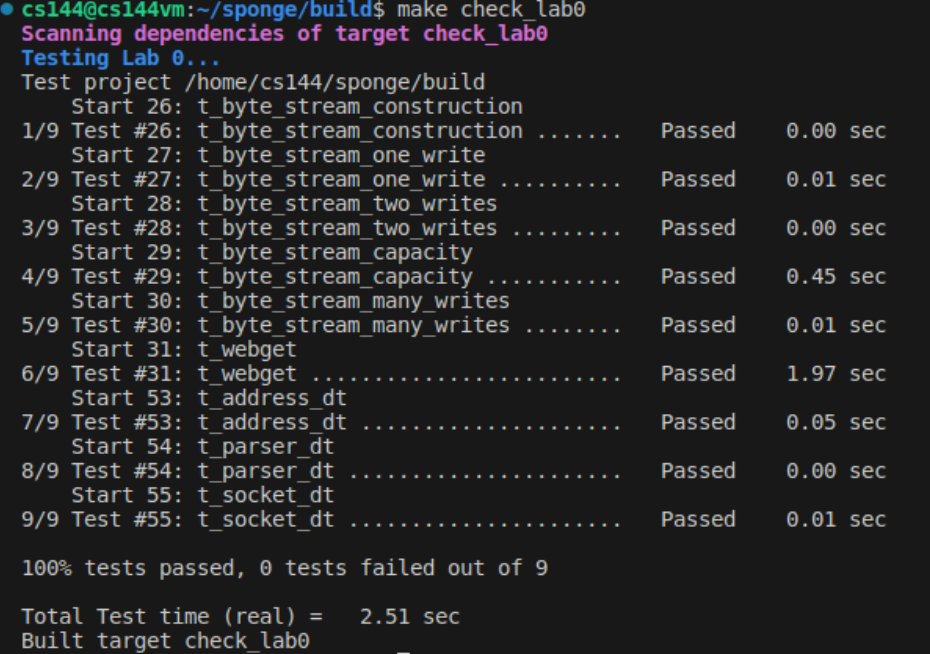 cs144@cs144vm:~/sponge/build$ make check_lab0
Scanning dependencies of target check_lab0
Testing Lab 0...
Test project /home/cs144/sponge/build
    Start 26: t_byte_stream_construction
1/9 Test #26: t_byte_stream_construction .......   Passed    0.00 sec
    Start 27: t_byte_stream_one_write
2/9 Test #27: t_byte_stream_one_write ..........   Passed    0.01 sec
    Start 28: t_byte_stream_two_writes
3/9 Test #28: t_byte_stream_two_writes .........   Passed    0.00 sec
    Start 29: t_byte_stream_capacity
4/9 Test #29: t_byte_stream_capacity ...........   Passed    0.45 sec
    Start 30: t_byte_stream_many_writes
5/9 Test #30: t_byte_stream_many_writes ........   Passed    0.01 sec
    Start 31: t_webget
6/9 Test #31: t_webget .........................   Passed    1.97 sec
    Start 53: t_address_dt
7/9 Test #53: t_address_dt .....................   Passed    0.05 sec
    Start 54: t_parser_dt
8/9 Test #54: t_parser_dt ......................   Passed    0.00 sec
    Start 55: t_socket_dt
9/9 Test #55: t_socket_dt ......................   Passed    0.01 sec
100% tests passed, 0 tests failed out of 9
Total Test time (real) =   2.51 sec
Built target check_lab0